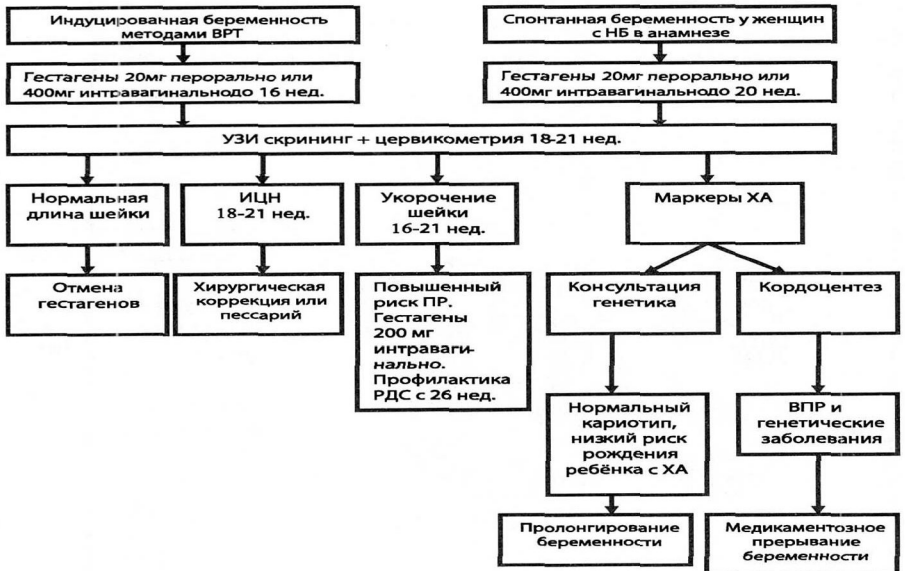 Индуцированная беременность
методами ВРТ
Спонтанная беременность у женщин
с НБ в анамнезе
Гестагены 20мг перорально или
400мг интравагинальнодо 16 нед.
Гестагены 20мг перорально или
400мг интравагинальнодо 20 нед.
УЗИ скрининг + цервикометрия 18-21 нед.
Нормальная
длина шейки
ИЦН
18-21 нед.
Укорочение
шейки
16-21 нед.
Маркеры ХА
Отмена
гестагенов
Хирургическая
коррекция или
пессарий
Повышенный
риск ПР.
Гестагены
200 мг
интраваги-
нально.
Профилактика
РДС с 26 нед.
Консультация
генетика
Кордоцентез
Нормальный
кариотип,
низкий риск
рождения
ребёнка с ХА
ВПР и
генетические
заболевания
Пролонгирование
беременности
Медикаментозное
прерывание
беременности